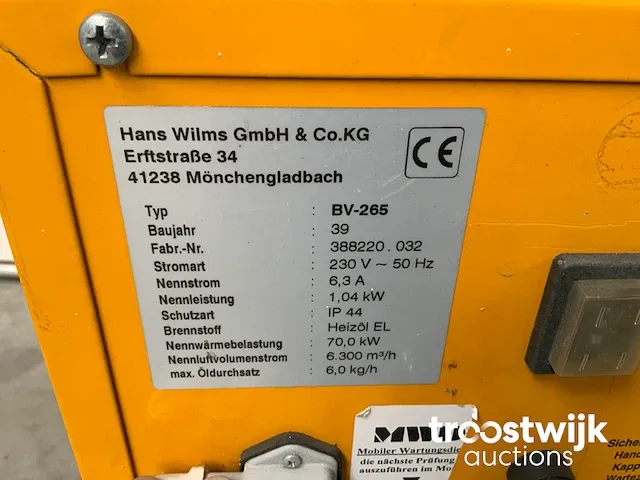 Hans Wilms GmbH & Co.KG
Erftstraße 34
41238 Mönchengladbach
CE
Typ : BV-265
Baujahr : 39
Fabr.-Nr. : 388220.032
Stromart : 230 V ~ 50 Hz
Nennstrom : 6,3 A
Nennleistung : 1,04 kW
Schutzart : IP 44
Brennstoff : Heizöl EL
Nennwärmebelastung : 70,0 kW
Nennluftvolumenstrom : 6.300 m³/h
max. Öldurchsatz : 6,0 kg/h
Mobiler Wartungsdie
die nächste Prüfung
auszuführen im Mo
troostwijk
auctions